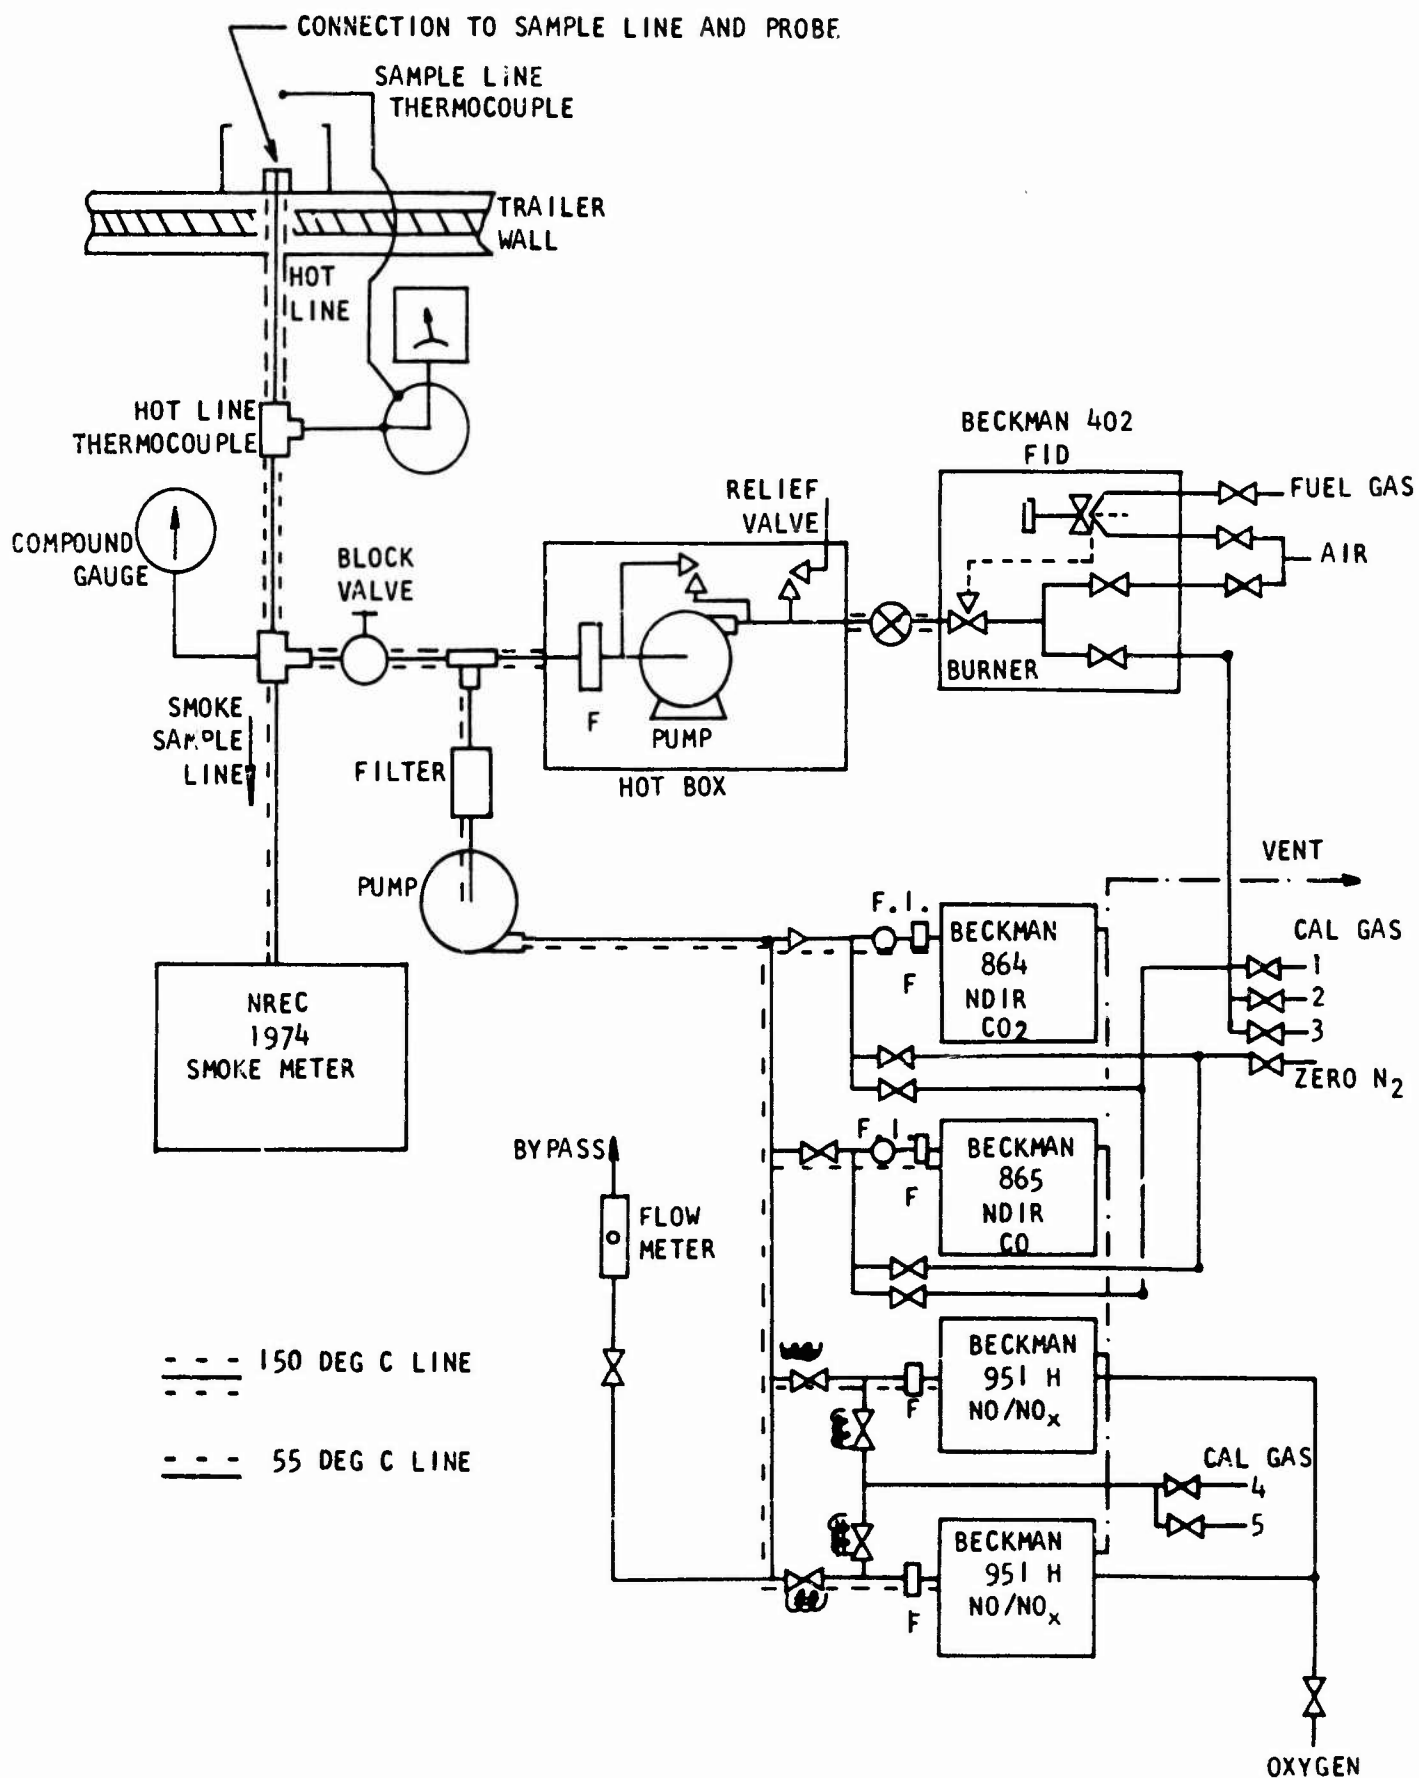 CONNECTION TO SAMPLE LINE AND PROBE
SAMPLE LINE
THERMOCOUPLE
TRAILER
WALL
HOT
LINE
HOT LINE
THERMOCOUPLE
COMPOUND
GAUGE
BLOCK
VALVE
RELIEF
VALVE
BECKMAN 402
FID
FUEL GAS
AIR
BURNER
F
PUMP
HOT BOX
SMOKE
SAMPLE
LINE
FILTER
PUMP
NREC
1974
SMOKE METER
VENT
F.I.
F
BECKMAN
864
NDIR
CO2
CAL GAS
1
2
3
ZERO N2
F.I.
F
BECKMAN
865
NDIR
CO
BYPASS
FLOW
METER
150 DEG C LINE
55 DEG C LINE
F
BECKMAN
951 H
NO/NOx
CAL GAS
4
5
F
BECKMAN
951 H
NO/NOx
OXYGEN